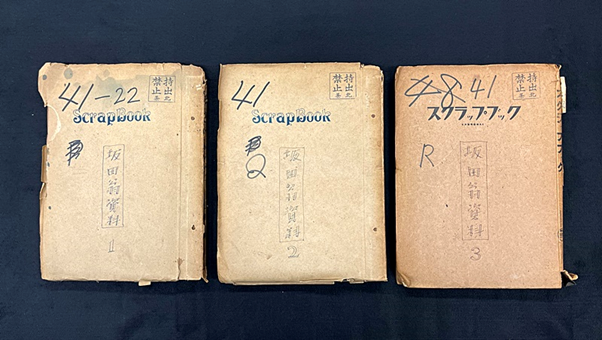 持出
禁止
41-22
ScrapBook
坂田翁資料
1
持出
禁止
41
ScrapBook
Q
坂田翁資料
2
持出
禁止
48 41
スクラップ・ブック
R
坂田翁資料
3